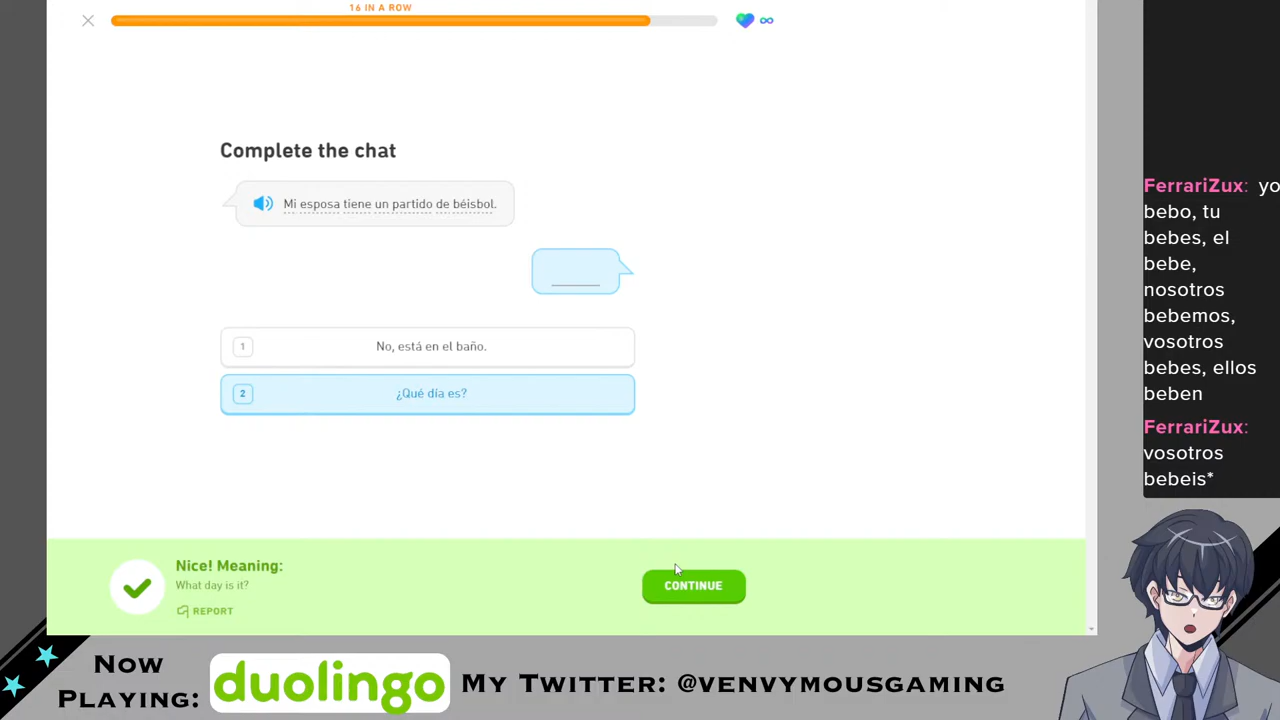 16 IN A ROW
Complete the chat
Mi esposa tiene un partido de béisbol.
1 No, está en el baño.
2 ¿Qué día es?
Nice! Meaning:
What day is it?
REPORT
CONTINUE
FerrariZux: yo
bebo, tu
bebes, el
bebe,
nosotros
bebemos,
vosotros
bebes, ellos
beben
FerrariZux:
vosotros
bebeis*
Now
Playing:
duolingo
My Twitter: @venvymousgaming